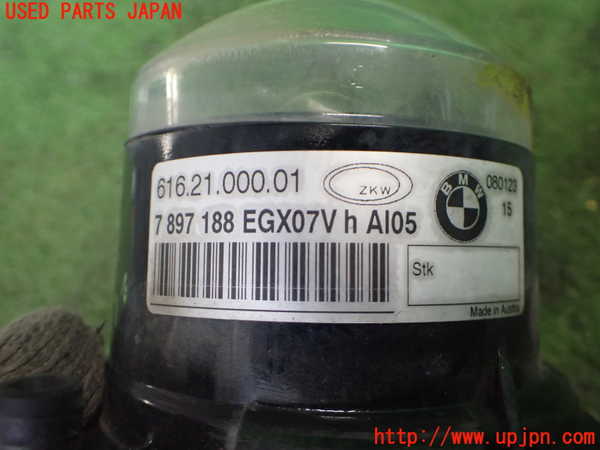 USED PARTS JAPAN
616.21.000.01
ZKW
BMW
080123
7 897 188 EGX07V h AI05
15
Stk
Made in Austria
http://www.upjpn.com/